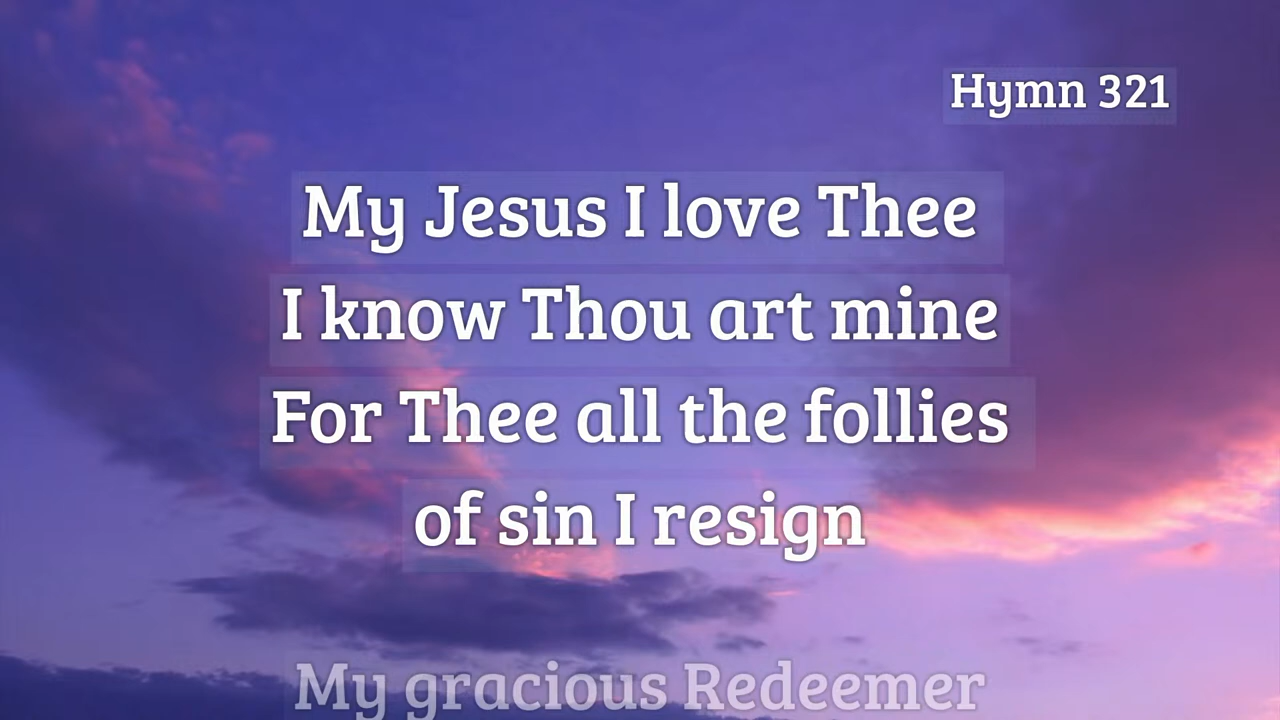 Hymn 321
My Jesus I love Thee
I know Thou art mine
For Thee all the follies
of sin I resign
My gracious Redeemer